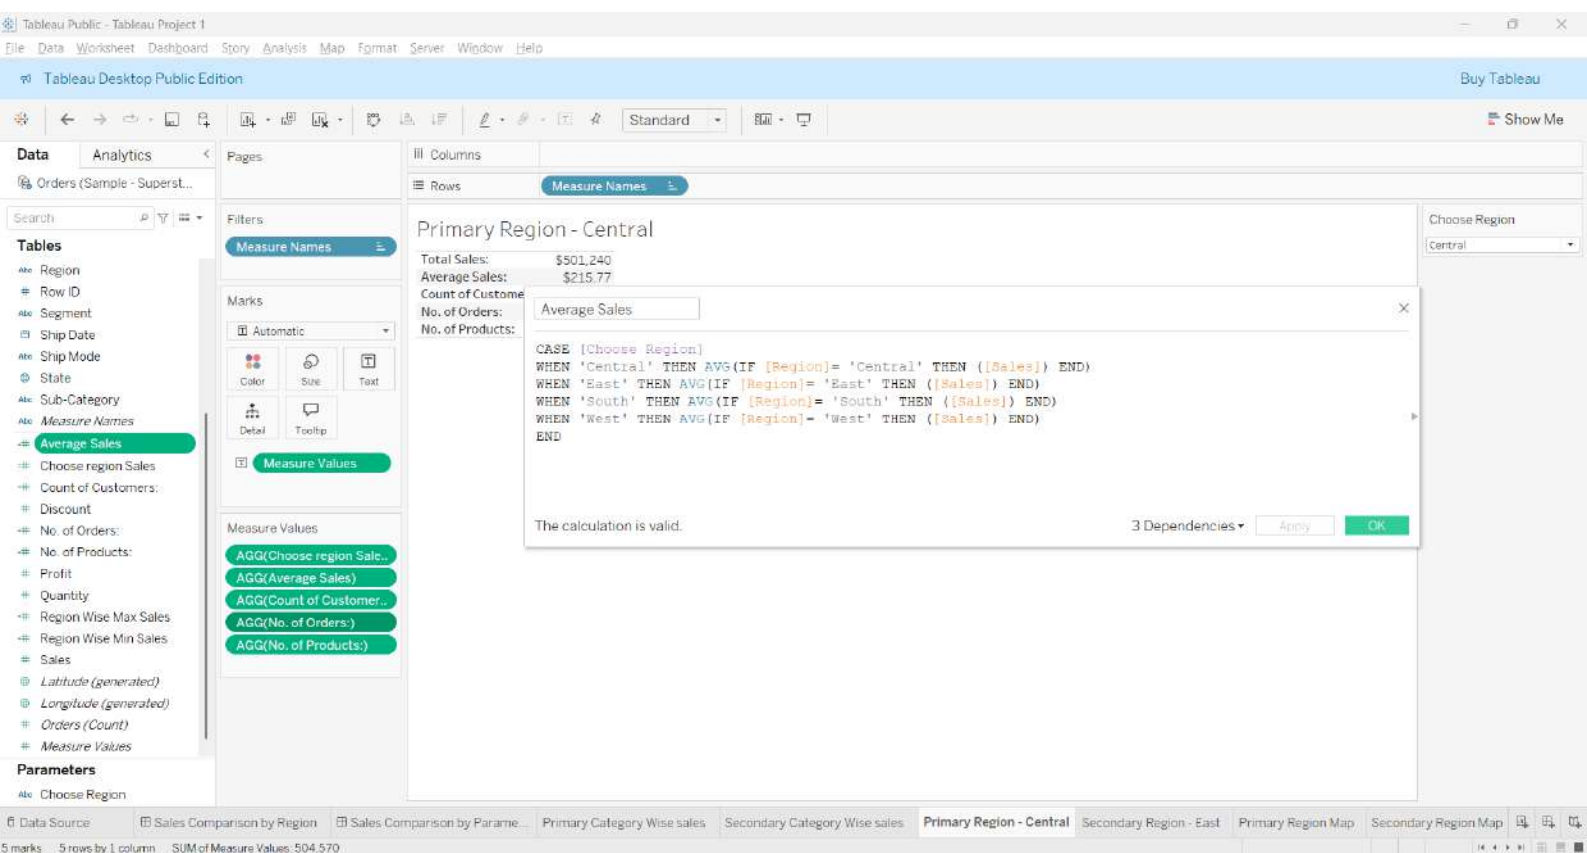 Tableau Public - Tableau Project 1
File Data Worksheet Dashboard Story Analysis Map Format Server Window Help
Tableau Desktop Public Edition Buy Tableau
Standard Show Me
Data Analytics Pages Columns
Orders (Sample - Superst... Rows Measure Names
Search Filters Primary Region - Central Choose Region
Tables Measure Names Central
Abc Region
Row ID
Abc Segment
Ship Date
Abc Ship Mode
State
Abc Sub-Category
Abc Measure Names
Average Sales
Choose region Sales
Count of Customers:
Discount
No. of Orders:
No. of Products:
Profit
Quantity
Region Wise Max Sales
Region Wise Min Sales
Sales
Latitude (generated)
Longitude (generated)
Orders (Count)
Measure Values
Parameters
Abc Choose Region
Marks
Automatic
Color Size Text
Detail Tooltip
Measure Values
Measure Values
AGG(Choose region Sale..
AGG(Average Sales)
AGG(Count of Customer..
AGG(No. of Orders:)
AGG(No. of Products:)
Total Sales: $501,240
Average Sales: $215.77
Count of Custome
No. of Orders:
No. of Products:
Average Sales
CASE [Choose Region]
WHEN 'Central' THEN AVG(IF [Region]= 'Central' THEN ([Sales]) END)
WHEN 'East' THEN AVG(IF [Region]= 'East' THEN ([Sales]) END)
WHEN 'South' THEN AVG(IF [Region]= 'South' THEN ([Sales]) END)
WHEN 'West' THEN AVG(IF [Region]= 'West' THEN ([Sales]) END)
END
The calculation is valid. 3 Dependencies Apply OK
Data Source Sales Comparison by Region Sales Comparison by Parame... Primary Category Wise sales Secondary Category Wise sales Primary Region - Central Secondary Region - East Primary Region Map Secondary Region Map
5 marks 5 rows by 1 column SUM of Measure Values: 504,570